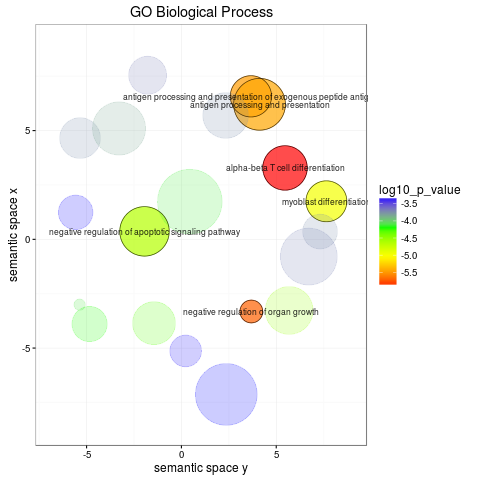 GO Biological Process
antigen processing and presentation of exogenous peptide antig
antigen processing and presentation
alpha-beta T cell differentiation
myoblast differentiation
negative regulation of apoptotic signaling pathway
negative regulation of organ growth
5
0
-5
-5
0
5
semantic space x
semantic space y
log10_p_value
-3.5
-4.0
-4.5
-5.0
-5.5